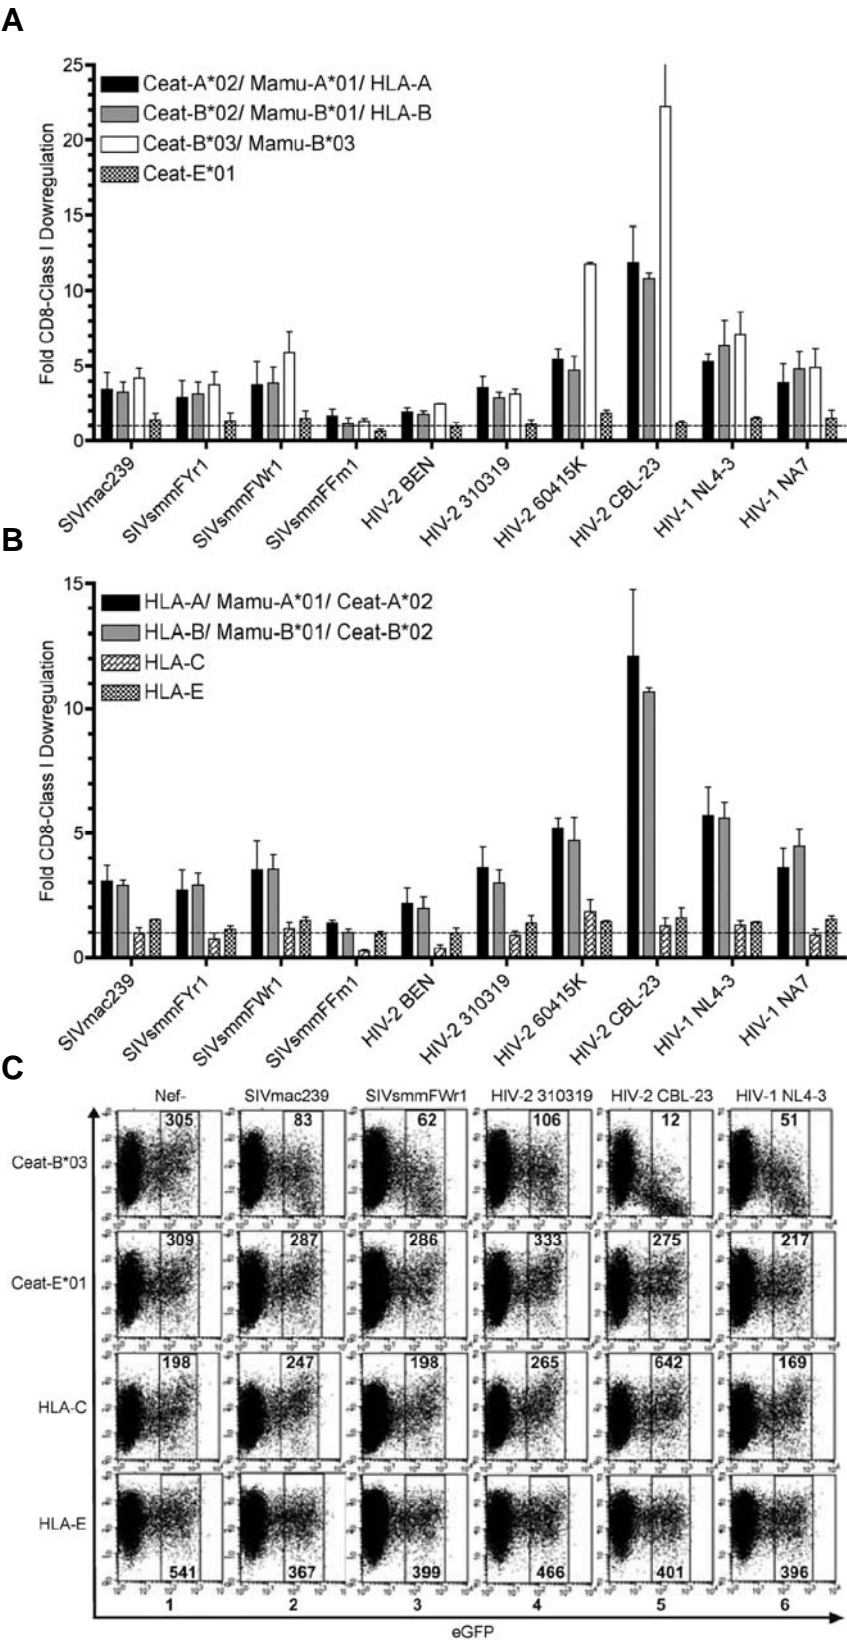 A
25
20
15
10
5
0
Fold CD8-Class I Dowregulation
Ceat-A*02/ Mamu-A*01/ HLA-A
Ceat-B*02/ Mamu-B*01/ HLA-B
Ceat-B*03/ Mamu-B*03
Ceat-E*01
SIVmac239
SIVsmmFYr1
SIVsmmFWr1
SIVsmmFFm1
HIV-2 BEN
HIV-2 310319
HIV-2 60415K
HIV-2 CBL-23
HIV-1 NL4-3
HIV-1 NA7
B
15
10
5
0
Fold CD8-Class I Dowregulation
HLA-A/ Mamu-A*01/ Ceat-A*02
HLA-B/ Mamu-B*01/ Ceat-B*02
HLA-C
HLA-E
SIVmac239
SIVsmmFYr1
SIVsmmFWr1
SIVsmmFFm1
HIV-2 BEN
HIV-2 310319
HIV-2 60415K
HIV-2 CBL-23
HIV-1 NL4-3
HIV-1 NA7
C
Nef- SIVmac239 SIVsmmFWr1 HIV-2 310319 HIV-2 CBL-23 HIV-1 NL4-3
Ceat-B*03 305 83 62 106 12 51
Ceat-E*01 309 287 286 333 275 217
HLA-C 198 247 198 265 642 169
HLA-E 541 367 399 466 401 396
1 2 3 4 5 6
eGFP